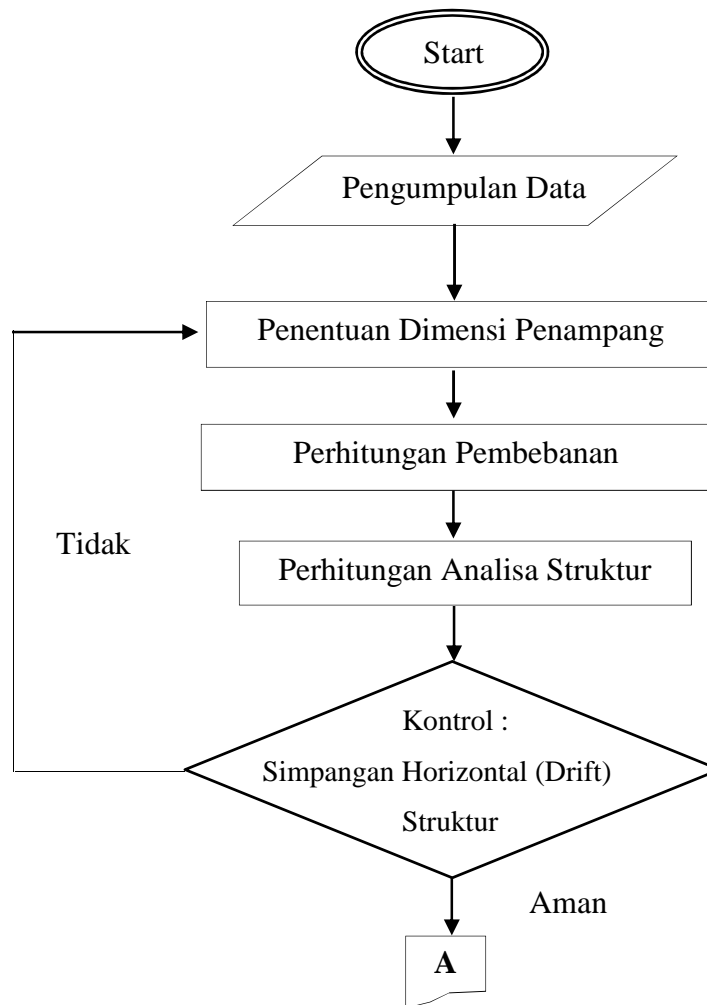 Start
Pengumpulan Data
Penentuan Dimensi Penampang
Perhitungan Pembebanan
Tidak
Perhitungan Analisa Struktur
Kontrol :
Simpangan Horizontal (Drift)
Struktur
Aman
A